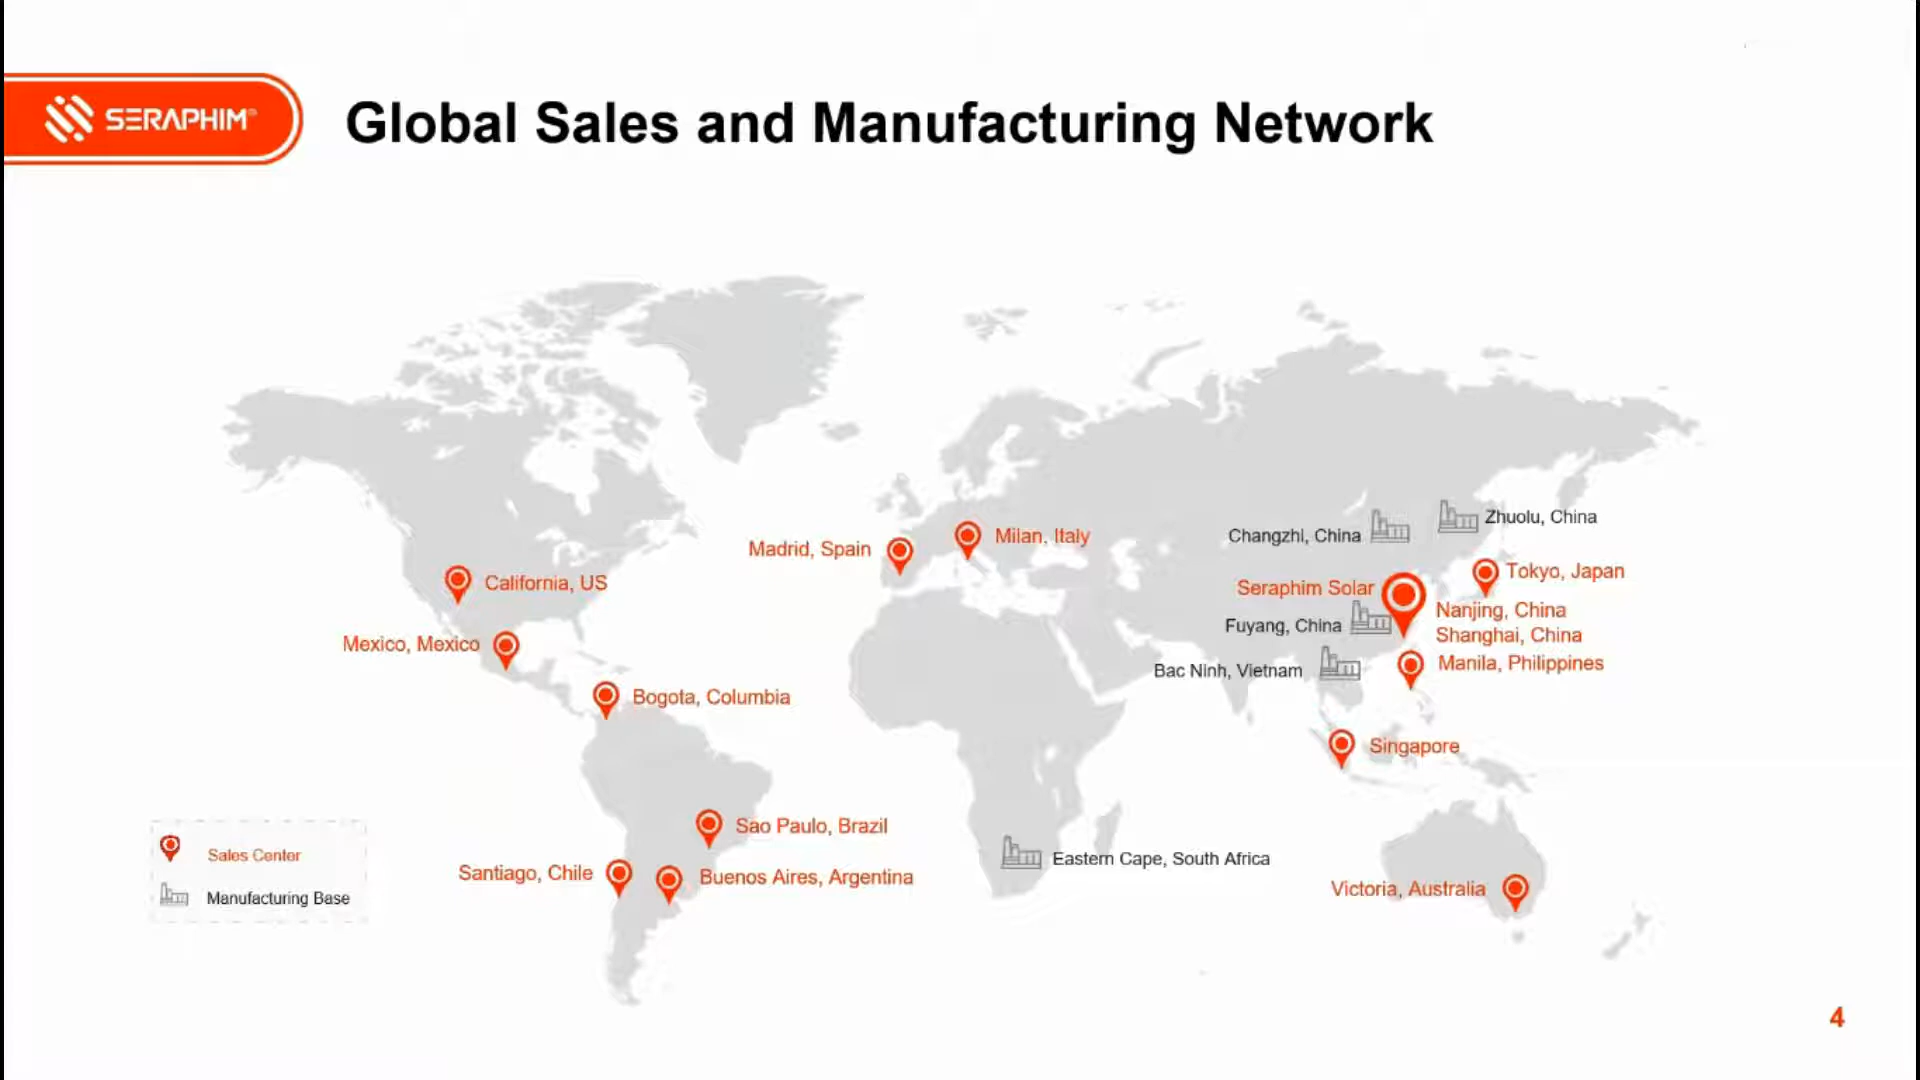 SERAPHIM®
Global Sales and Manufacturing Network
Changzhi, China
Zhuolu, China
Madrid, Spain
Milan, Italy
California, US
Seraphim Solar
Tokyo, Japan
Nanjing, China
Shanghai, China
Fuyang, China
Mexico, Mexico
Bac Ninh, Vietnam
Manila, Philippines
Bogota, Columbia
Singapore
Sao Paulo, Brazil
Santiago, Chile
Buenos Aires, Argentina
Eastern Cape, South Africa
Victoria, Australia
Sales Center
Manufacturing Base
4